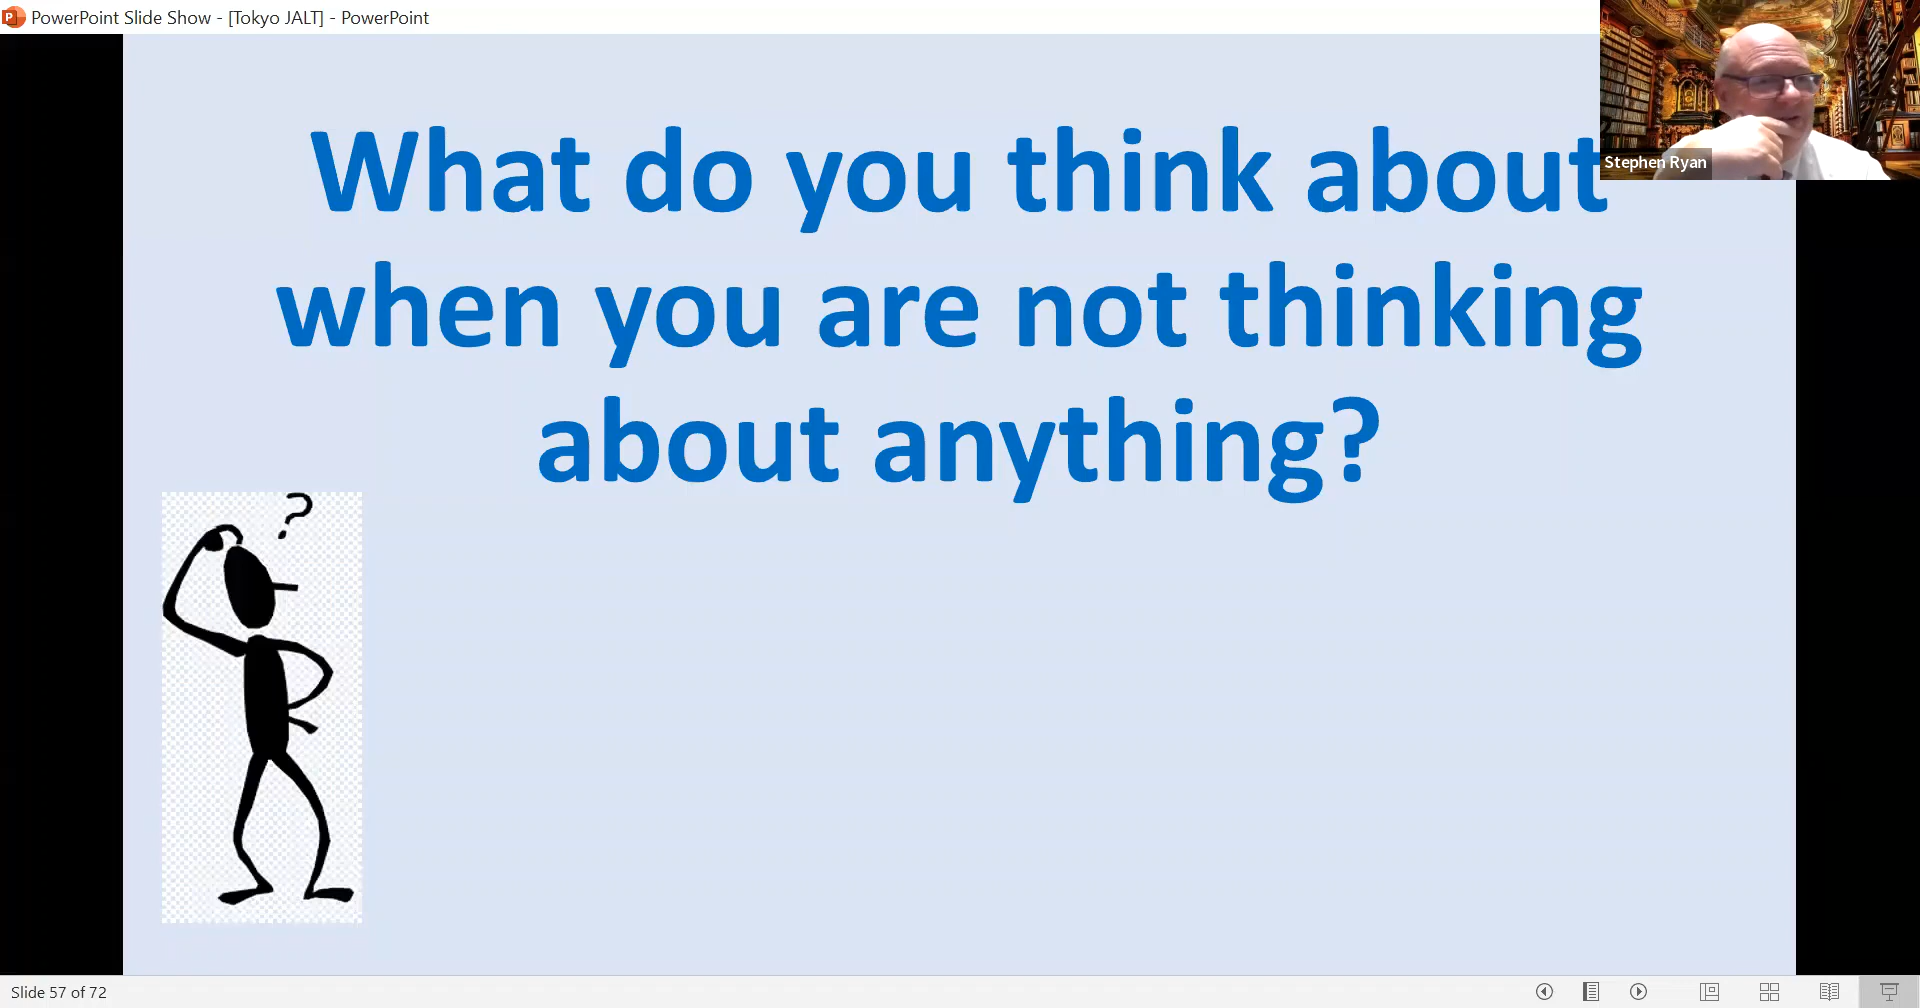 PowerPoint Slide Show - [Tokyo JALT] - PowerPoint
What do you think about
when you are not thinking
about anything?
?
Stephen Ryan
Slide 57 of 72